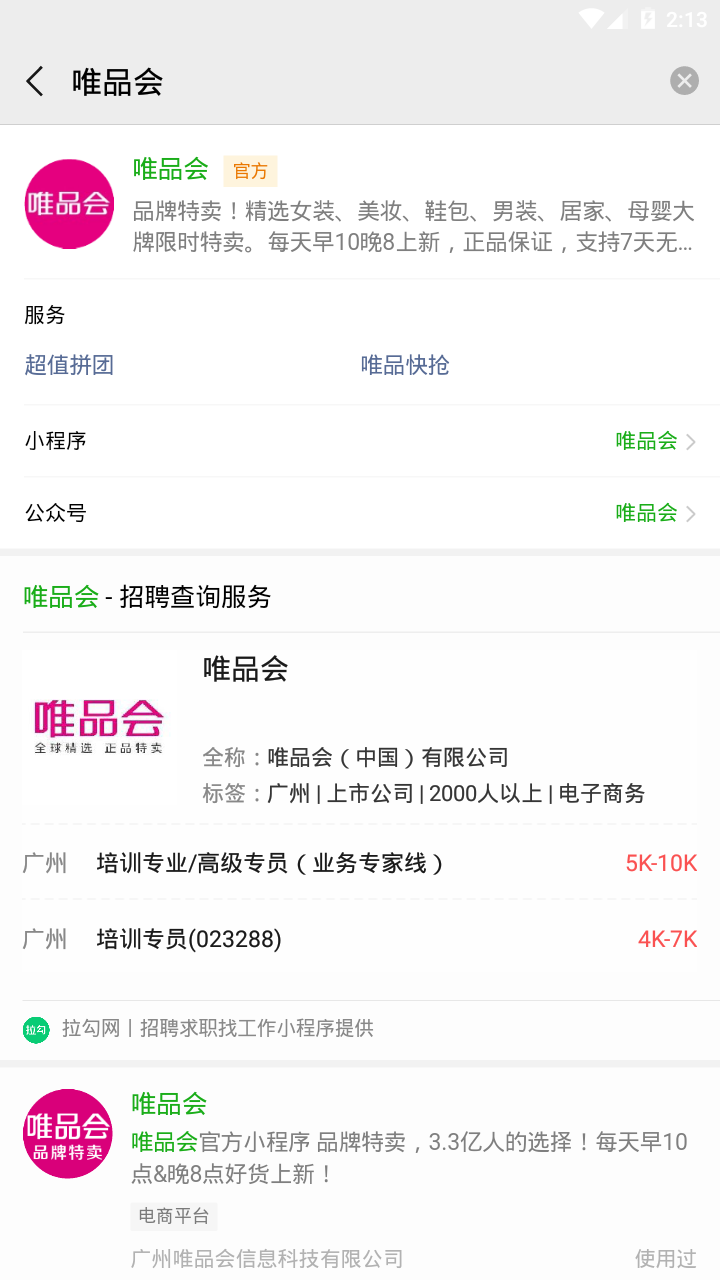 2:13
唯品会
唯品会
唯品会 官方
品牌特卖！精选女装、美妆、鞋包、男装、居家、母婴大
牌限时特卖。每天早10晚8上新，正品保证，支持7天无...
服务
超值拼团 唯品快抢
小程序 唯品会
公众号 唯品会
唯品会 - 招聘查询服务
唯品会
全球精选 正品特卖
唯品会
全称：唯品会（中国）有限公司
标签：广州 | 上市公司 | 2000人以上 | 电子商务
广州 培训专业/高级专员（业务专家线） 5K-10K
广州 培训专员(023288) 4K-7K
拉勾 拉勾网丨招聘求职找工作小程序提供
唯品会
品牌特卖
唯品会
唯品会官方小程序 品牌特卖，3.3亿人的选择！每天早10
点&晚8点好货上新！
电商平台
广州唯品会信息科技有限公司 使用过